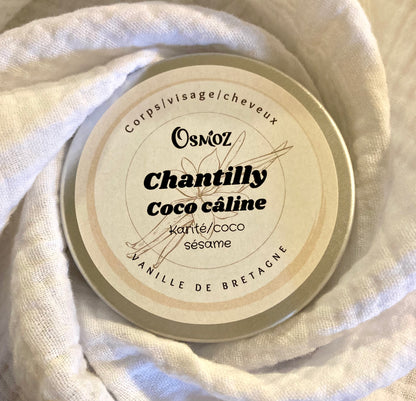 Corps/visage/cheveux
OSMOZ
Chantilly
Coco câline
Karité/coco
sésame
VANILLE DE BRETAGNE